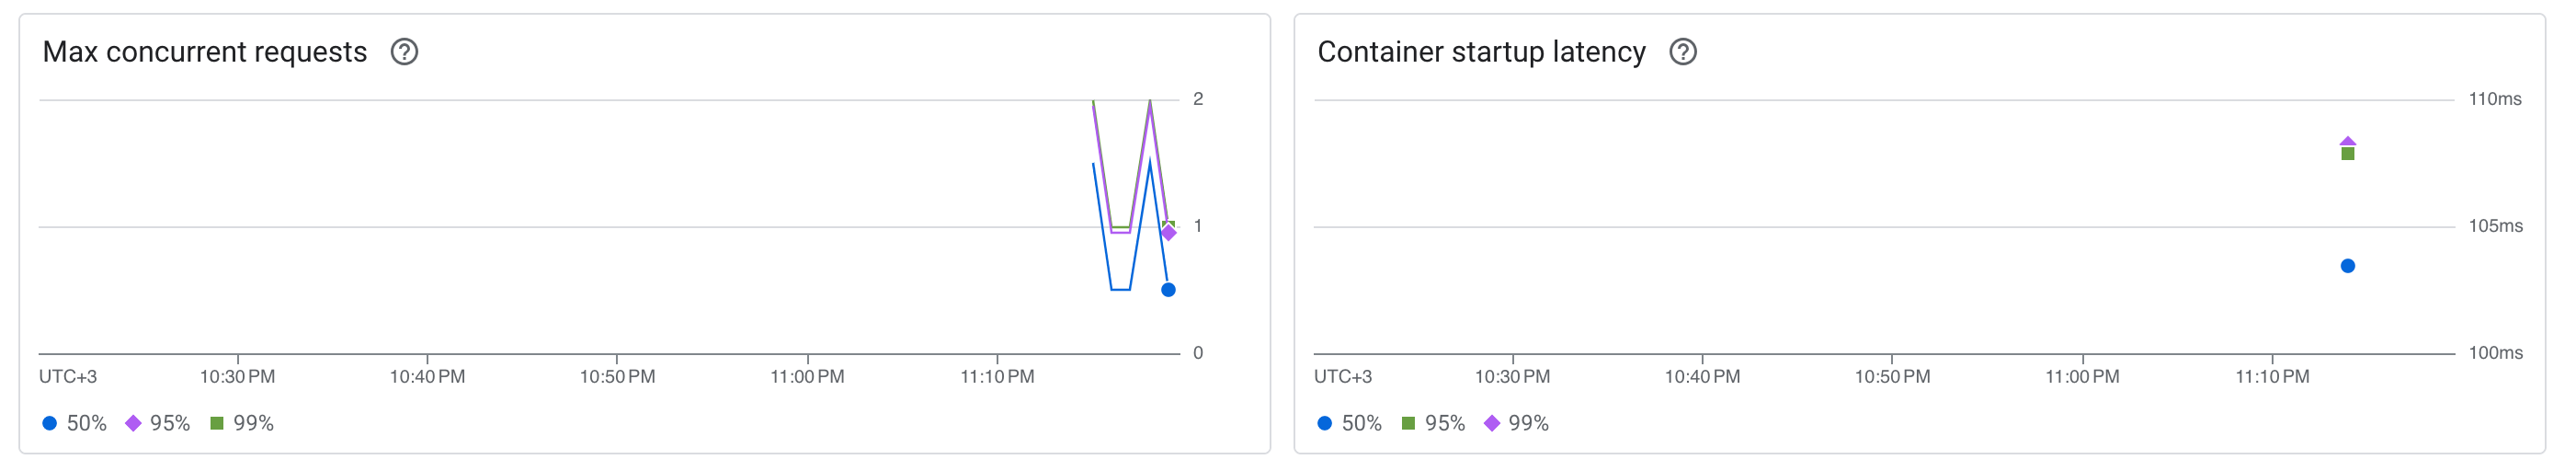 Max concurrent requests
2
1
0
UTC+3 10:30 PM 10:40 PM 10:50 PM 11:00 PM 11:10 PM
50% 95% 99%
Container startup latency
110ms
105ms
100ms
UTC+3 10:30 PM 10:40 PM 10:50 PM 11:00 PM 11:10 PM
50% 95% 99%